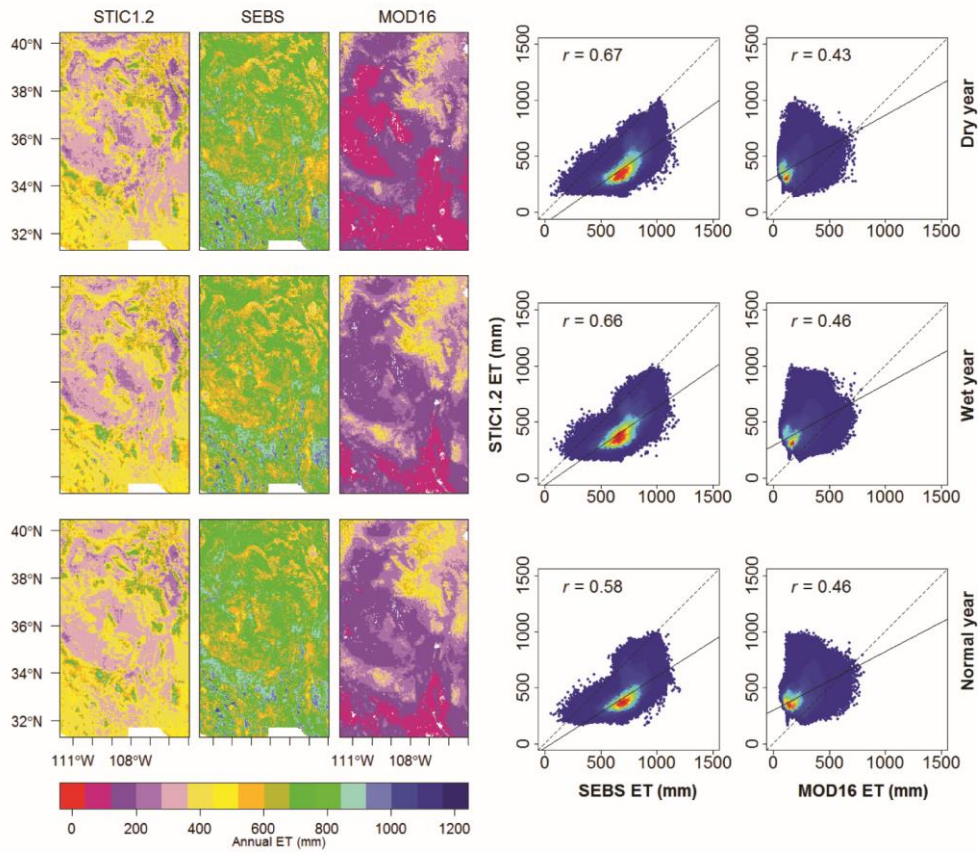 STIC1.2 SEBS MOD16
40°N
38°N
36°N
34°N
32°N
40°N
38°N
36°N
34°N
32°N
111°W 108°W 111°W 108°W
0 200 400 600 800 1000 1200
Annual ET (mm)
r = 0.67 r = 0.43
0 500 1000 1500
0 500 1000 1500 0 500 1000 1500
Dry year
r = 0.66 r = 0.46
0 500 1000 1500
0 500 1000 1500 0 500 1000 1500
STIC1.2 ET (mm)
Wet year
r = 0.58 r = 0.46
0 500 1000 1500
0 500 1000 1500 0 500 1000 1500
Normal year
SEBS ET (mm) MOD16 ET (mm)